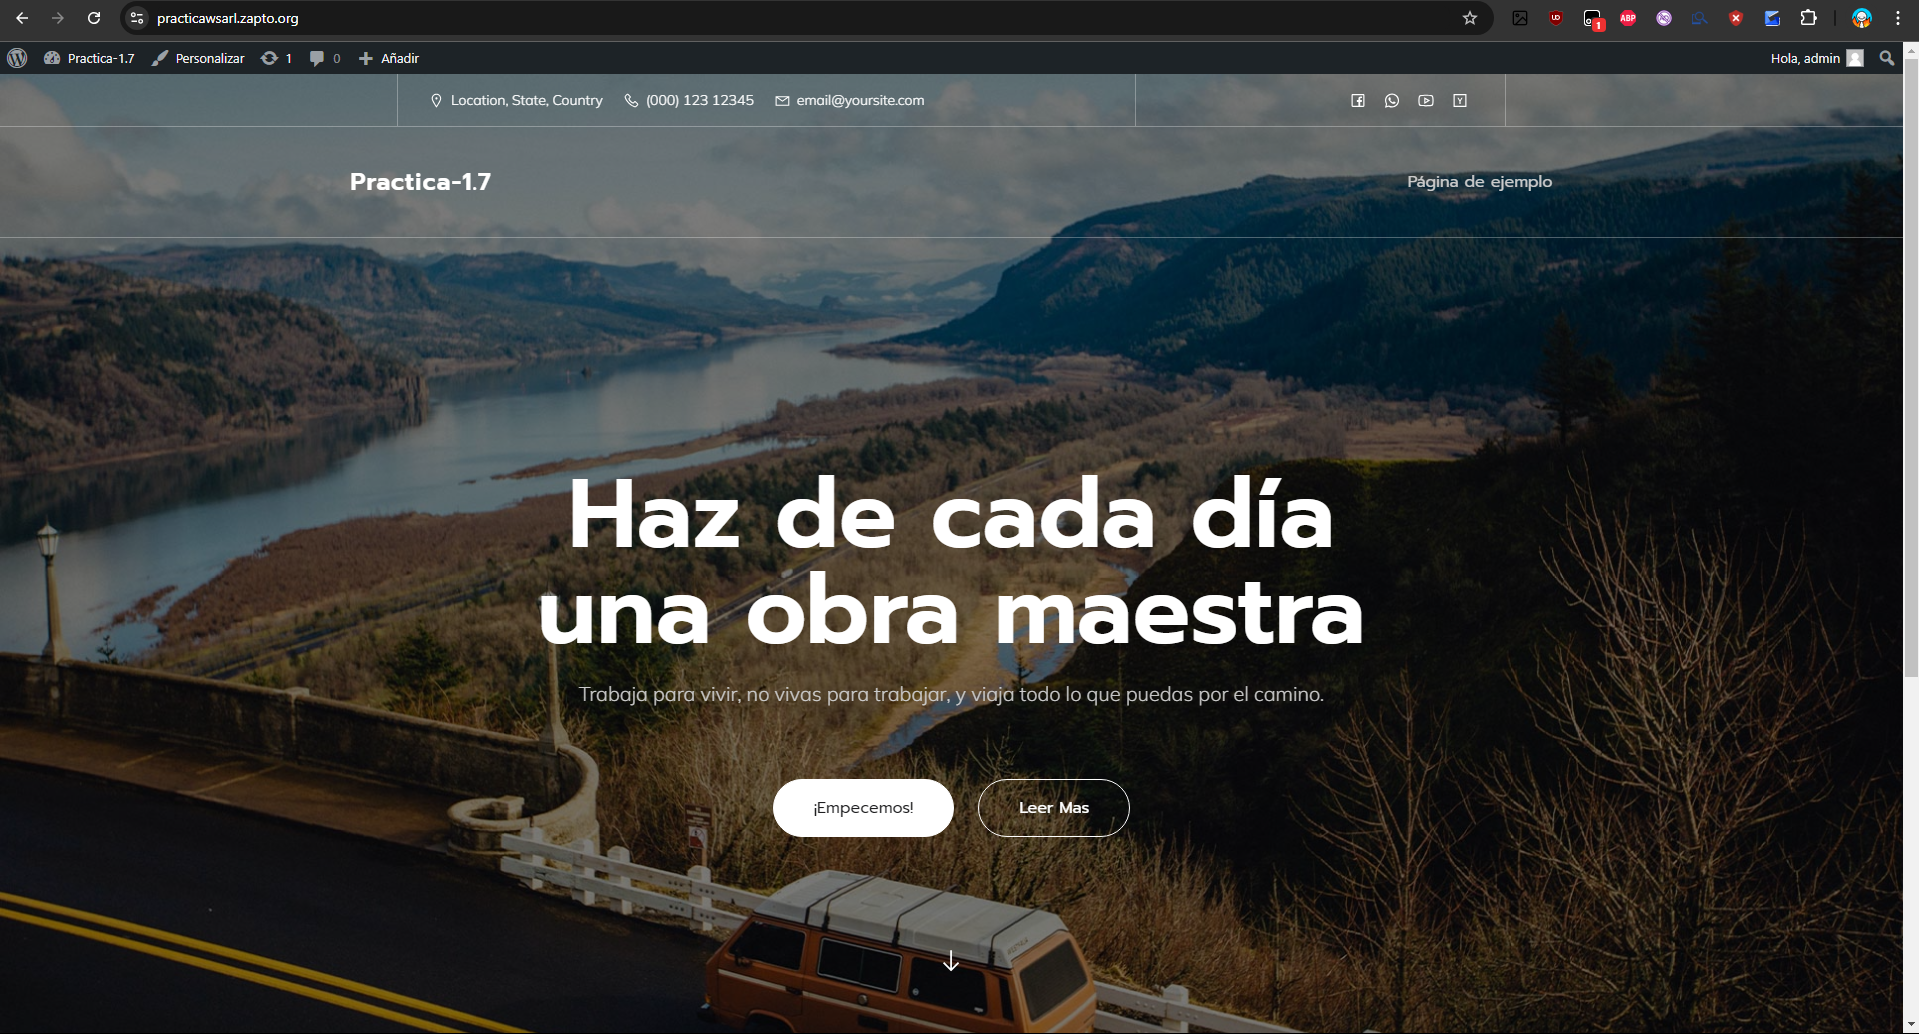 practicawsarl.zapto.org
1
ABP
Practica-1.7 Personalizar 1 0 Añadir
Hola, admin
Location, State, Country (000) 123 12345 email@yoursite.com
Practica-1.7
Página de ejemplo
Haz de cada día
una obra maestra
Trabaja para vivir, no vivas para trabajar, y viaja todo lo que puedas por el camino.
¡Empecemos!
Leer Mas